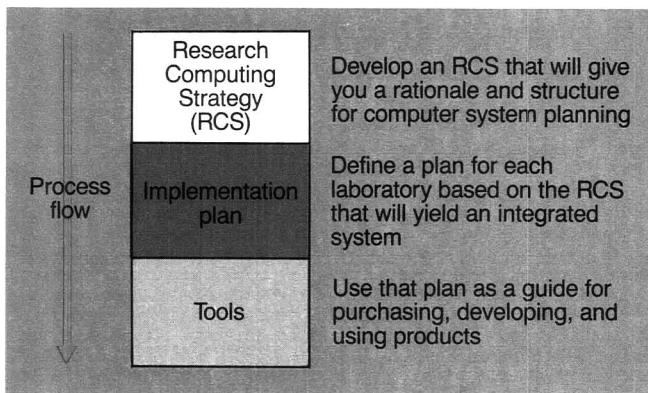 Research
Computing
Strategy
(RCS)
Develop an RCS that will give
you a rationale and structure
for computer system planning
Process
flow
Implementation
plan
Define a plan for each
laboratory based on the RCS
that will yield an integrated
system
Tools
Use that plan as a guide for
purchasing, developing, and
using products